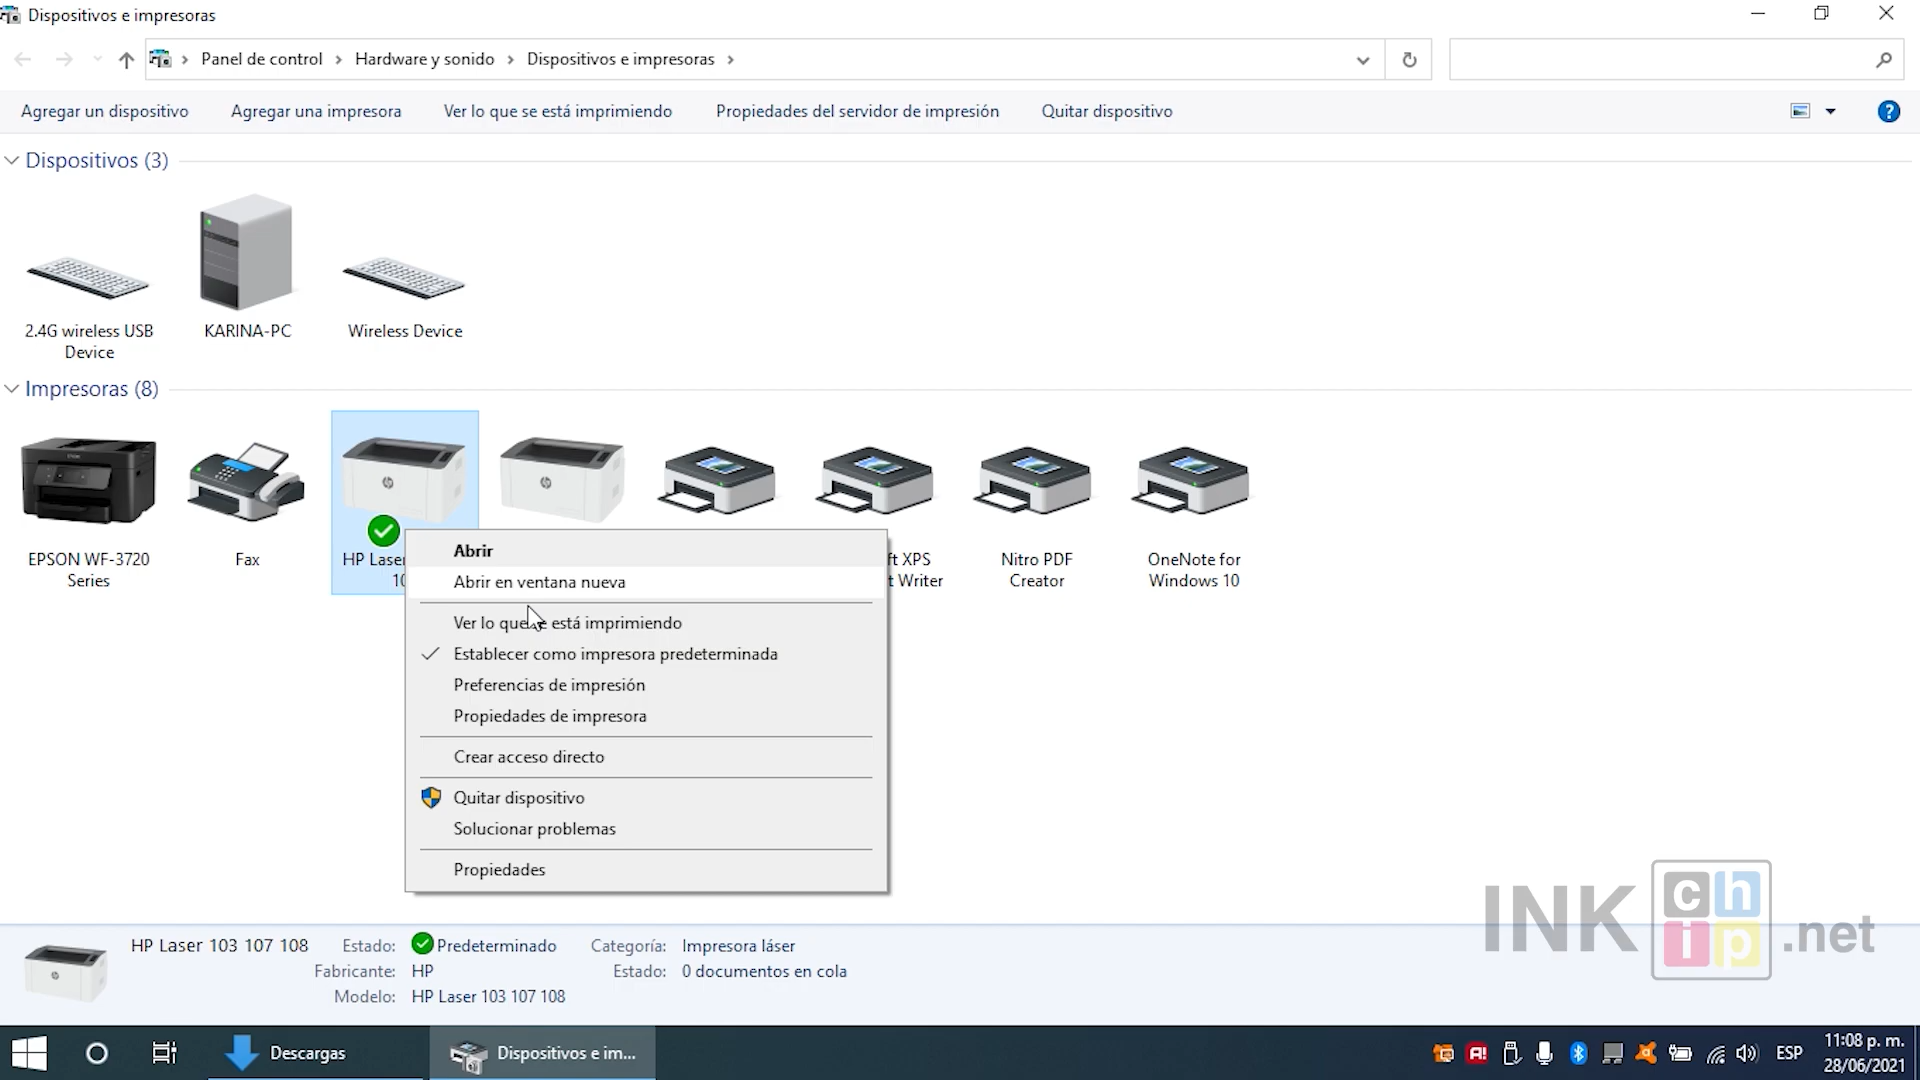 Dispositivos e impresoras
Panel de control
Hardware y sonido
Dispositivos e impresoras
Agregar un dispositivo
Agregar una impresora
Ver lo que se está imprimiendo
Propiedades del servidor de impresión
Quitar dispositivo
?
Dispositivos (3)
2.4G wireless USB
Device
KARINA-PC
Wireless Device
Impresoras (8)
EPSON WF-3720
Series
Fax
HP Laser
10
ft XPS
t Writer
Nitro PDF
Creator
OneNote for
Windows 10
Abrir
Abrir en ventana nueva
Ver lo que se está imprimiendo
Establecer como impresora predeterminada
Preferencias de impresión
Propiedades de impresora
Crear acceso directo
Quitar dispositivo
Solucionar problemas
Propiedades
HP Laser 103 107 108
Estado: Predeterminado
Categoría: Impresora láser
Fabricante: HP
Estado: 0 documentos en cola
Modelo: HP Laser 103 107 108
INK chip .net
Descargas
Dispositivos e im...
ESP
11:08 p. m.
28/06/2021